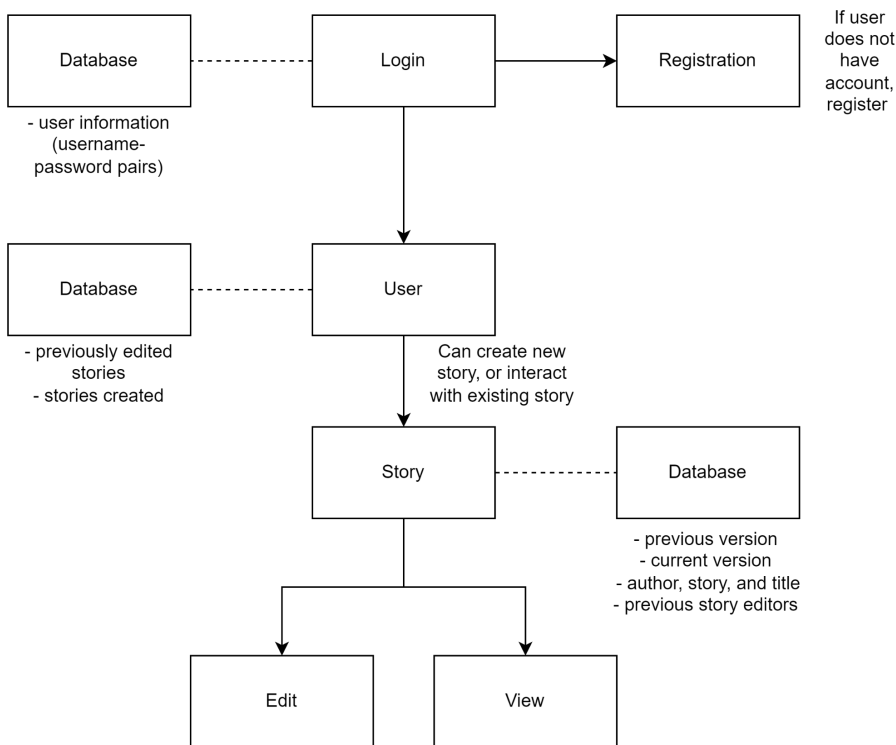 Database
Login
Registration
If user
does not
have
account,
register
- user information
(username-
password pairs)
Database
User
- previously edited
stories
- stories created
Can create new
story, or interact
with existing story
Story
Database
- previous version
- current version
- author, story, and title
- previous story editors
Edit
View